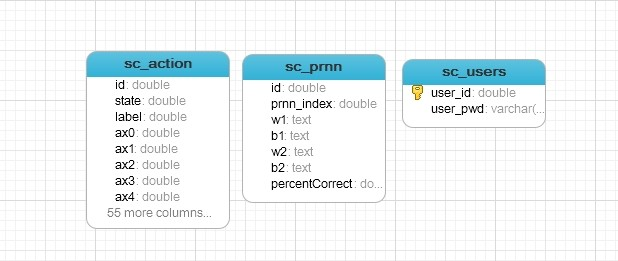 sc_action
id: double
state: double
label: double
ax0: double
ax1: double
ax2: double
ax3: double
ax4: double
55 more columns...
sc_prnn
id: double
prnn_index: double
w1: text
b1: text
w2: text
b2: text
percentCorrect: do...
sc_users
user_id: double
user_pwd: varchar(...